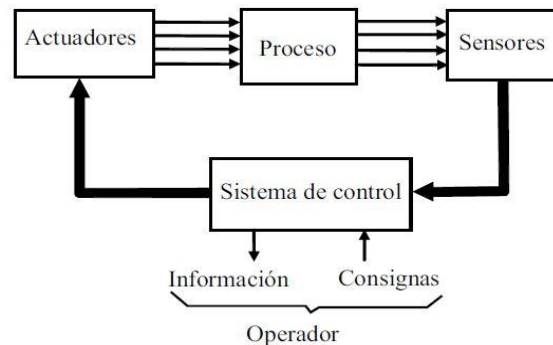 Actuadores
Proceso
Sensores
Sistema de control
Información
Consignas
Operador